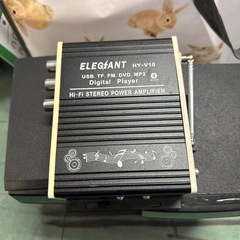 ELEGIANT HY-V10
USB. TF. FM. DVD. MP3
Digital Player
HI-FI STEREO POWER AMPLIFIER